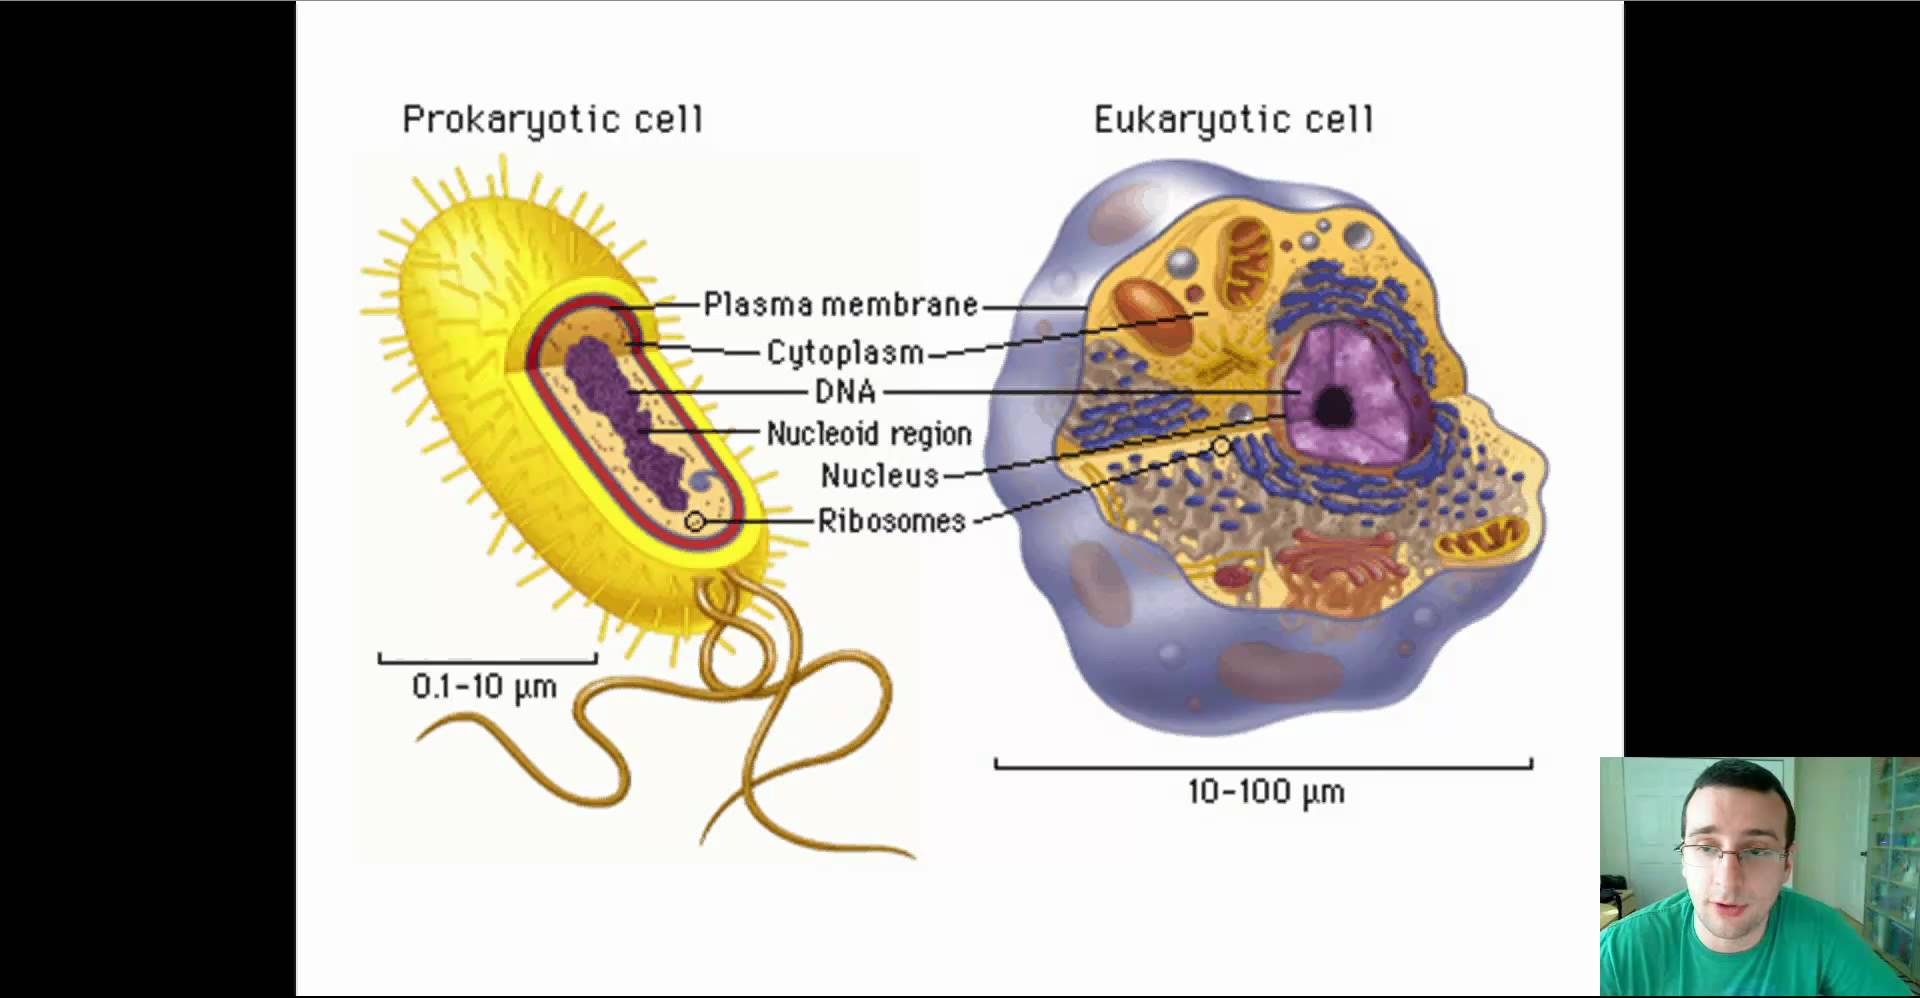 Prokaryotic cell
Eukaryotic cell
Plasma membrane
Cytoplasm
DNA
Nucleoid region
Nucleus
Ribosomes
0.1-10 µm
10-100 µm